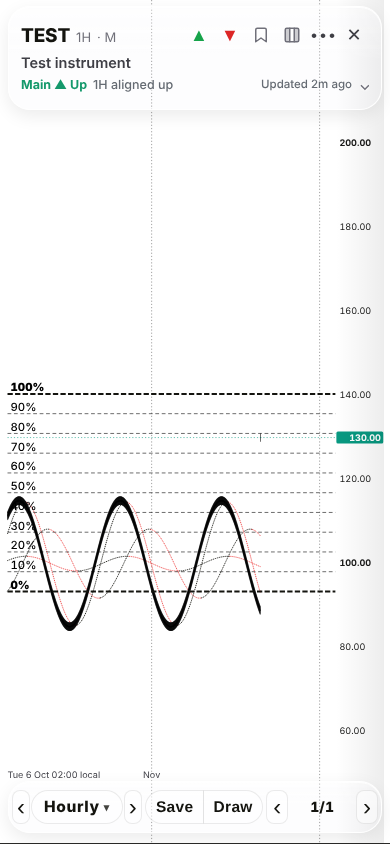 TEST 1H · M
Test instrument
Main ▲ Up 1H aligned up
Updated 2m ago
200.00
180.00
160.00
100%
140.00
90%
80%
130.00
70%
60%
120.00
50%
40%
30%
20%
100.00
10%
0%
80.00
60.00
Tue 6 Oct 02:00 local
Nov
Hourly
Save
Draw
1/1